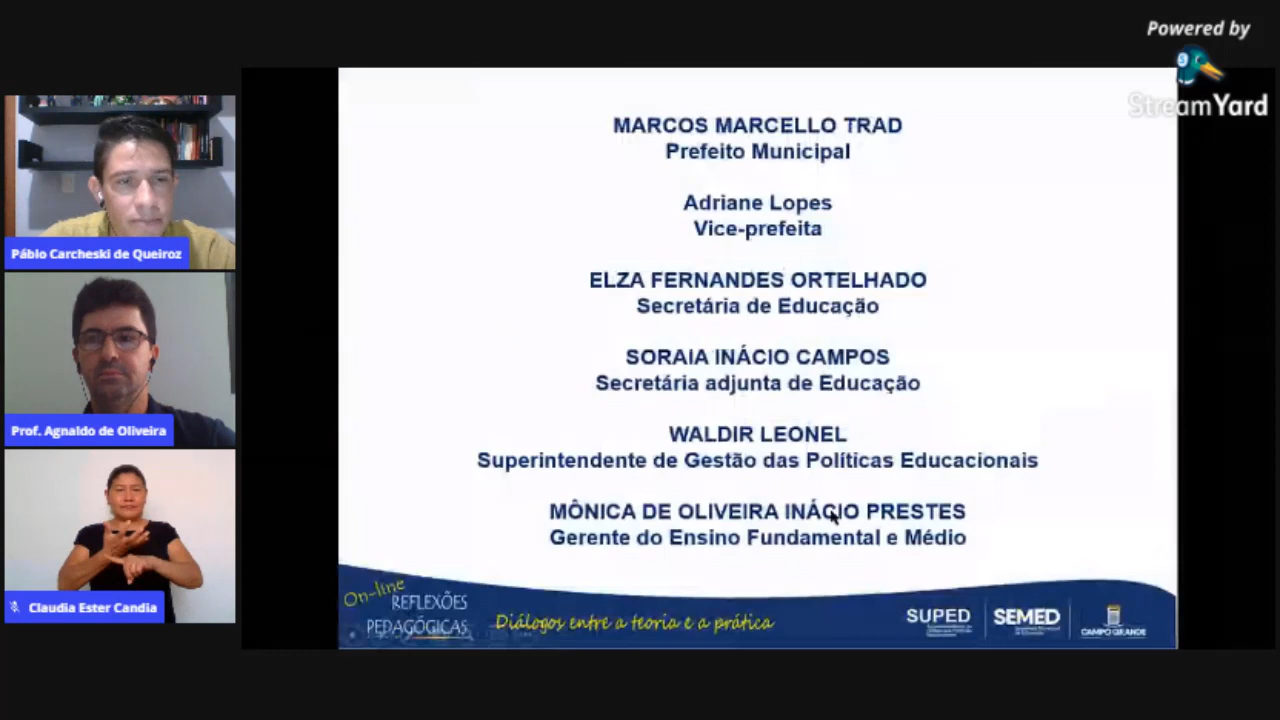 Powered by
StreamYard
MARCOS MARCELLO TRAD
Prefeito Municipal
Adriane Lopes
Vice-prefeita
ELZA FERNANDES ORTELHADO
Secretária de Educação
SORAIA INÁCIO CAMPOS
Secretária adjunta de Educação
WALDIR LEONEL
Superintendente de Gestão das Políticas Educacionais
MÔNICA DE OLIVEIRA INÁCIO PRESTES
Gerente do Ensino Fundamental e Médio
On-line
REFLEXÕES
PEDAGÓGICAS
Diálogos entre a teoria e a prática
SUPED
SEMED
CAMPO GRANDE
Páblo Carcheski de Queiroz
Prof. Agnaldo de Oliveira
Claudia Ester Candia